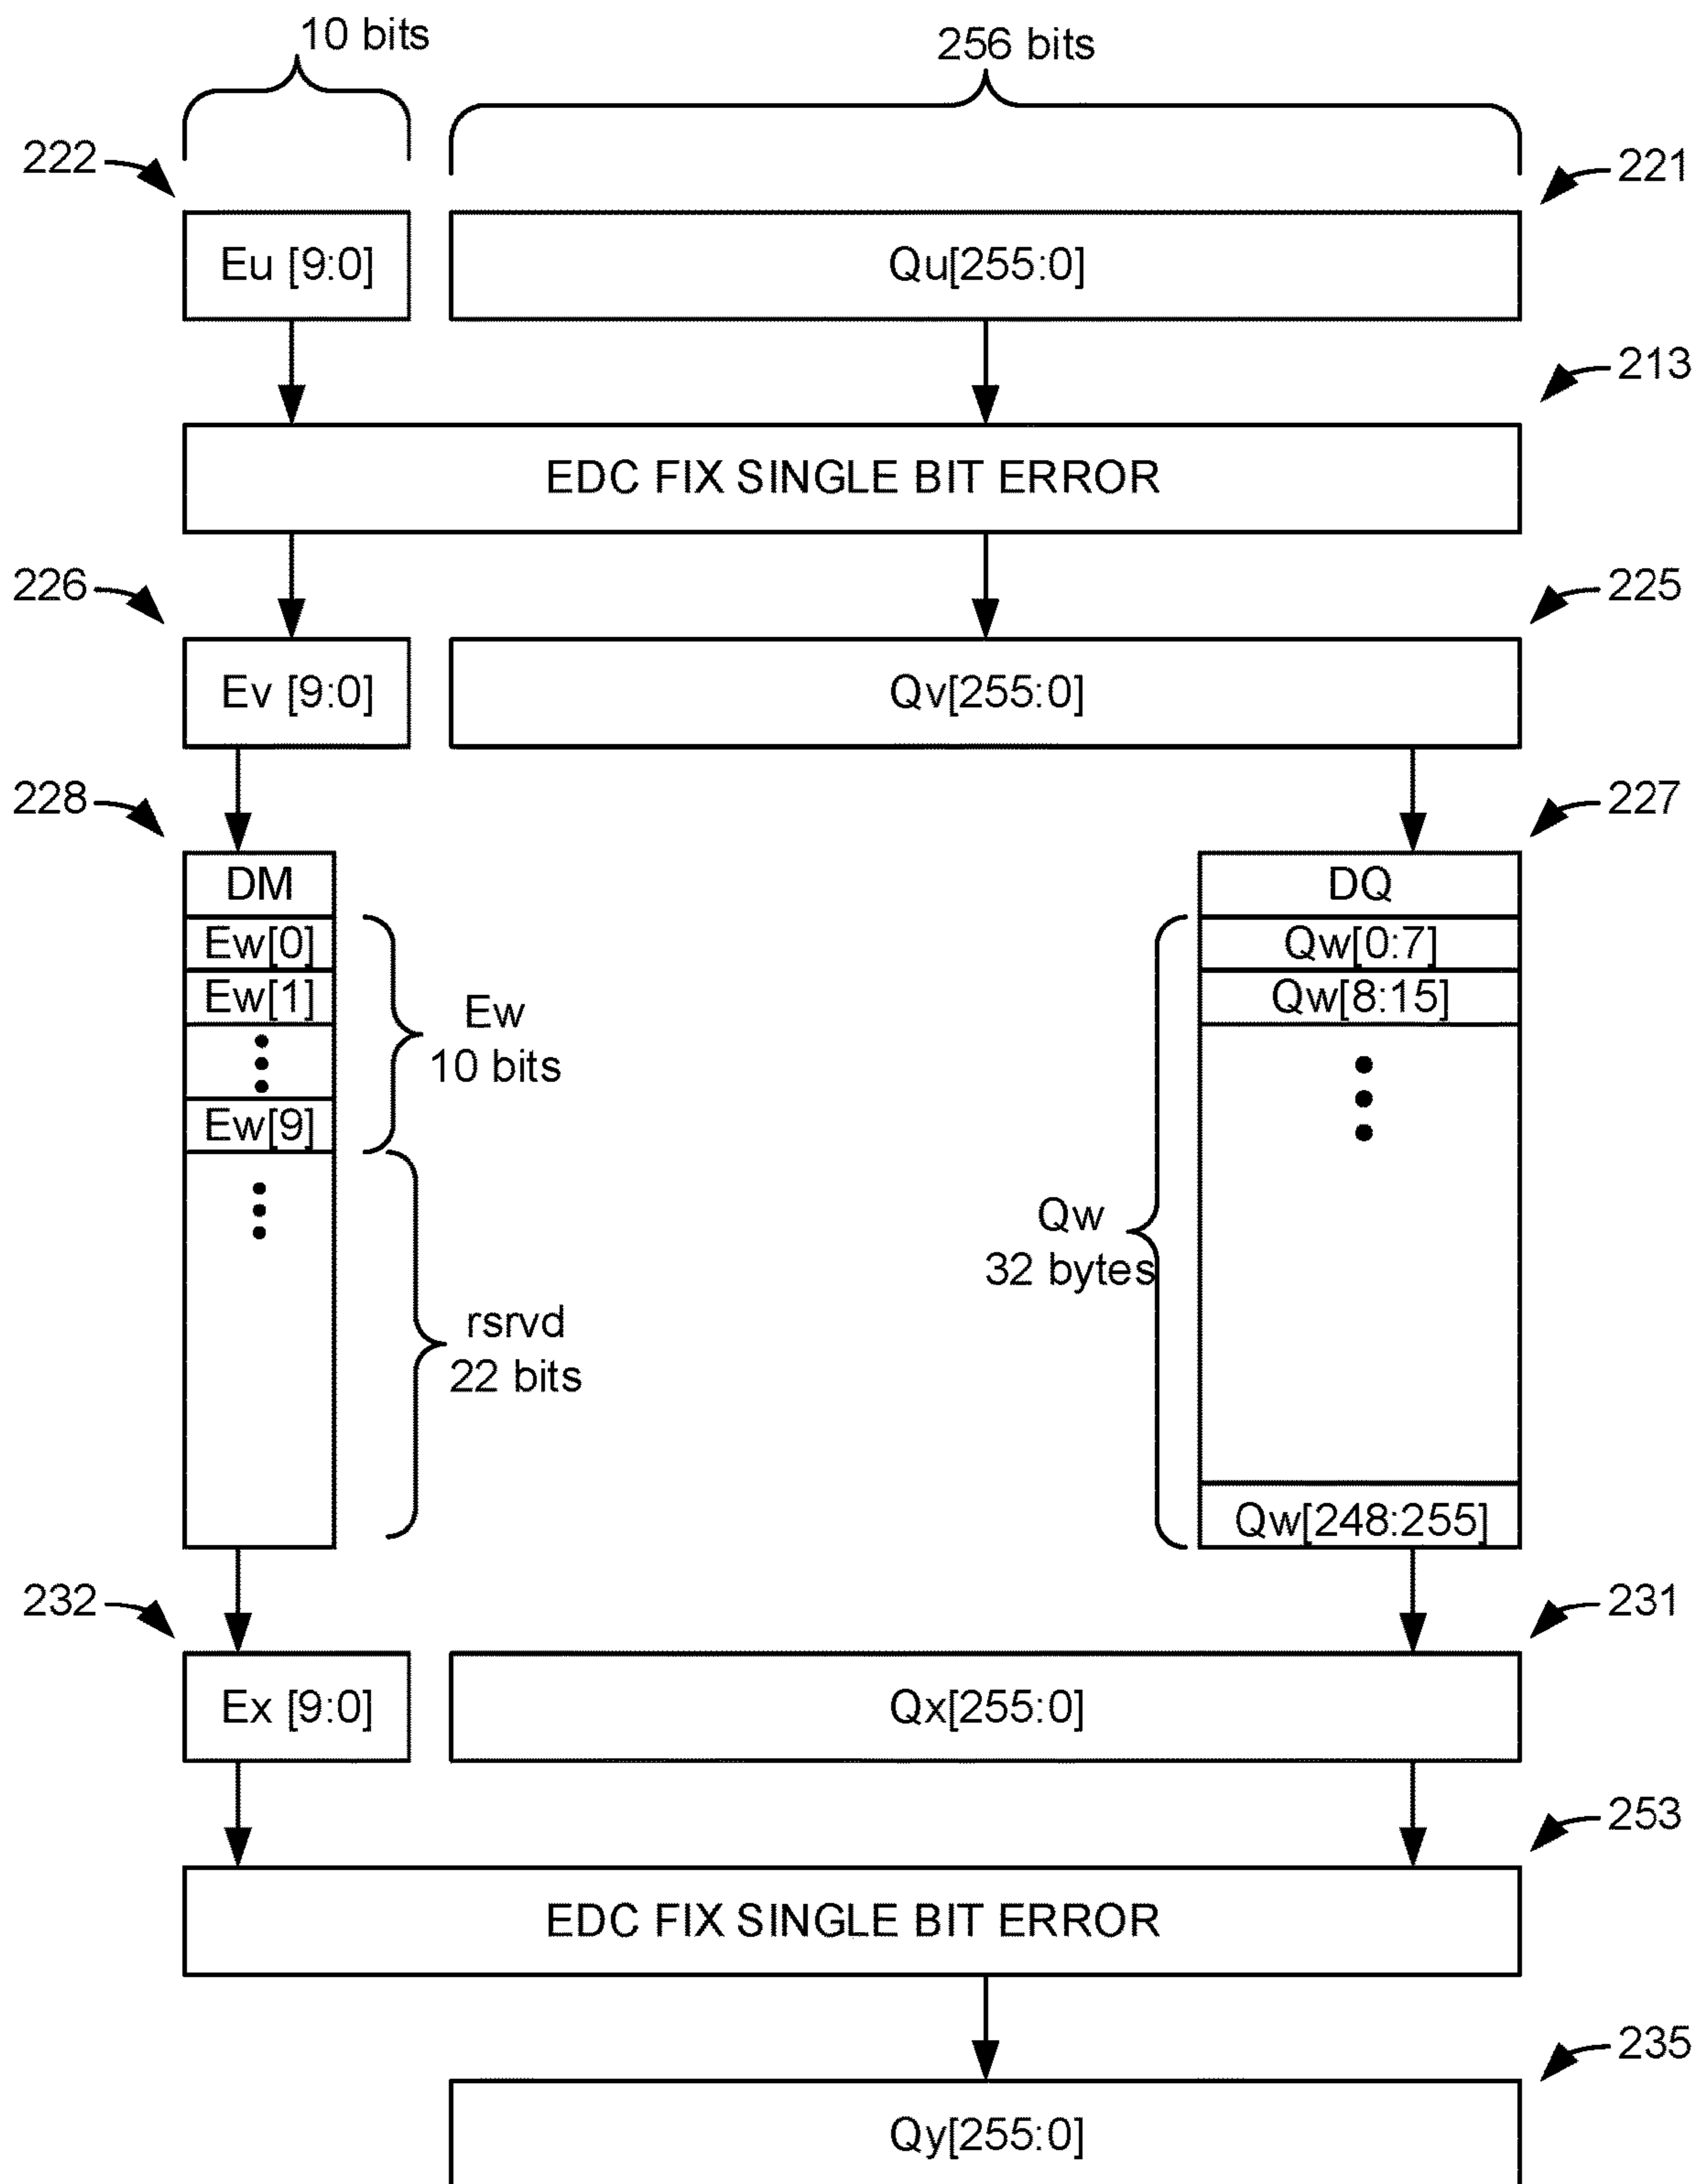 10 bits
256 bits
222
221
Eu [9:0]
Qu[255:0]
213
EDC FIX SINGLE BIT ERROR
226
225
Ev [9:0]
Qv[255:0]
228
227
DM
DQ
Ew[0]
Qw[0:7]
Ew[1]
Qw[8:15]
Ew
10 bits
Ew[9]
Qw
32 bytes
rsrvd
22 bits
Qw[248:255]
232
231
Ex [9:0]
Qx[255:0]
253
EDC FIX SINGLE BIT ERROR
235
Qy[255:0]